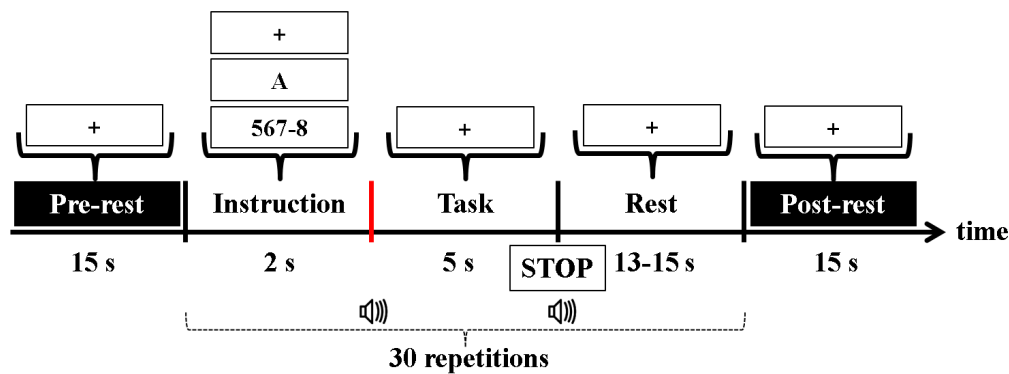 +
A
567-8
+
+
+
+
Pre-rest
Instruction
Task
Rest
Post-rest
time
15 s
2 s
5 s
STOP
13-15 s
15 s
30 repetitions